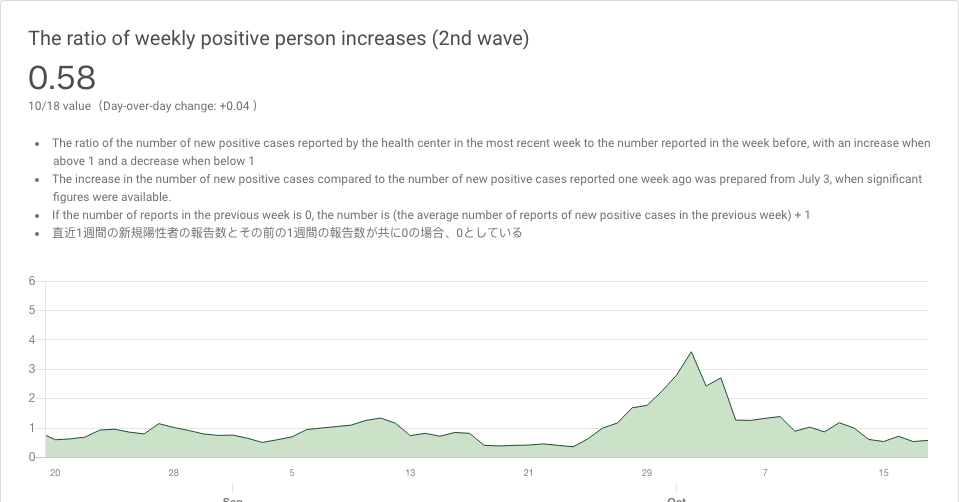 The ratio of weekly positive person increases (2nd wave)
0.58
10/18 value（Day-over-day change: +0.04 ）
The ratio of the number of new positive cases reported by the health center in the most recent week to the number reported in the week before, with an increase when
above 1 and a decrease when below 1
The increase in the number of new positive cases compared to the number of new positive cases reported one week ago was prepared from July 3, when significant
figures were available.
If the number of reports in the previous week is 0, the number is (the average number of reports of new positive cases in the previous week) + 1
直近1週間の新規陽性者の報告数とその前の1週間の報告数が共に0の場合、0としている
6
5
4
3
2
1
0
20 28 5 13 21 29 7 15
Sep Oct